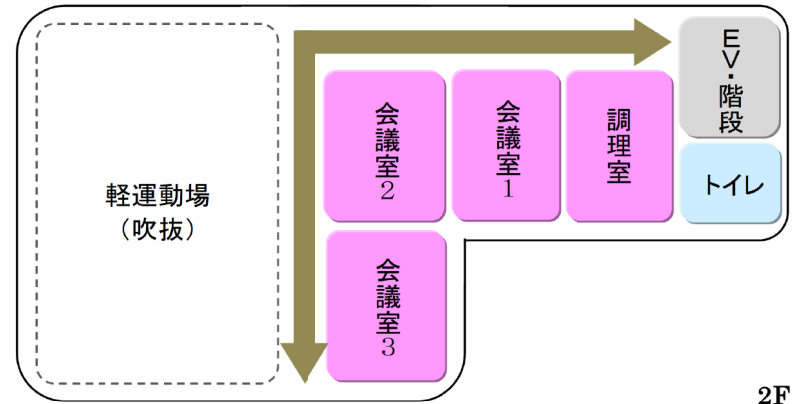 軽運動場
（吹抜）
会議室2
会議室1
調理室
EV・階段
トイレ
会議室3
2F